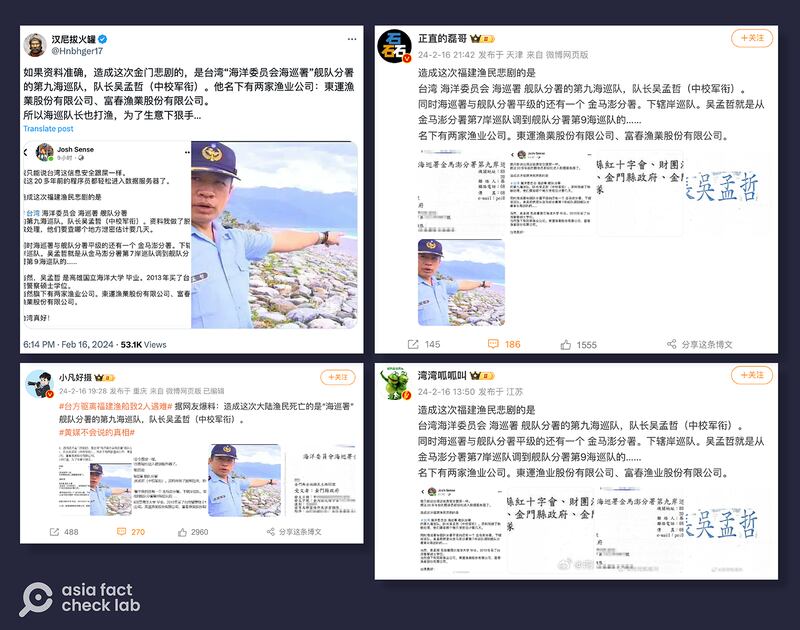 汉尼拔火罐
@Hnbhger17
如果资料准确，造成这次金门悲剧的，是台湾“海洋委员会海巡署”舰队分署
的第九海巡队，队长吴孟哲（中校军衔）。他名下有两家渔业公司：東運漁
業股份有限公司、富春漁業股份有限公司。
所以海巡队长也打渔，为了生意下狠手...
Translate post
Josh Sense
9小时
只能说台湾这信息安全跟屎一样。
这 20 多年前的程序员都轻松进入数据服务器了。
成这次福建渔民悲剧的是
台湾 海洋委员会 海巡署 舰队分署
第九海巡队，队长吴孟哲（中校军衔）。资料我做了脱
处理，他们要查哪个地方泄密估计要几天。
时海巡署与舰队分署平级的还有一个 金马澎分署。下辖
巡队。吴孟哲就是从金马澎分署第7岸巡队调到舰队分
第9海巡队的.....
然，吴孟哲 是高雄国立海洋大学 毕业。2013年买了台
警察硕士学位。
然旗下有两家渔业公司。東運漁業股份有限公司、富春
業股份有限公司。
湾真好！
6:14 PM · Feb 16, 2024 · 53.1K Views
正直的磊哥
+关注
24-2-16 21:42 发布于 天津 来自 微博网页版
造成这次福建渔民悲剧的是
台湾 海洋委员会 海巡署 舰队分署的第九海巡队，队长吴孟哲（中校军衔）。
同时海巡署与舰队分署平级的还有一个 金马澎分署。下辖岸巡队。吴孟哲就是从
金马澎分署第7岸巡队调到舰队分署第9海巡队的......
名下有两家渔业公司。東運漁業股份有限公司、富春漁業股份有限公司。
海巡署金馬澎分署第九岸巡
縣紅十字會、財團
、金門縣政府、金
隊
長吳孟哲
145
186
1555
分享这条博文
小凡好摄
+关注
24-2-16 19:28 发布于 重庆 来自 微博网页版 已编辑
#台方驱离福建渔船致2人遇难# 据网友爆料：造成这次大陆渔民死亡的是“海巡署”
舰队分署的第九海巡队，队长吴孟哲（中校军衔）。
#黄媒不会说的真相#
海洋委員會海巡署
488
270
2960
分享这条博文
湾湾呱呱叫
+关注
24-2-16 13:50 发布于 江苏
造成这次福建渔民悲剧的是
台湾海洋委员会 海巡署 舰队分署的第九海巡队，队长吴孟哲（中校军衔）。
同时海巡署与舰队分署平级的还有一个 金马澎分署。下辖岸巡队。吴孟哲就是从
金马澎分署第7岸巡队调到舰队分署第9海巡队的......
名下有两家渔业公司。東運漁業股份有限公司、富春漁业股份有限公司。
縣紅十字會、財團
、金門縣政府、金
隊
海巡署金馬澎分署第九岸巡
長吳孟哲
asia fact
check lab